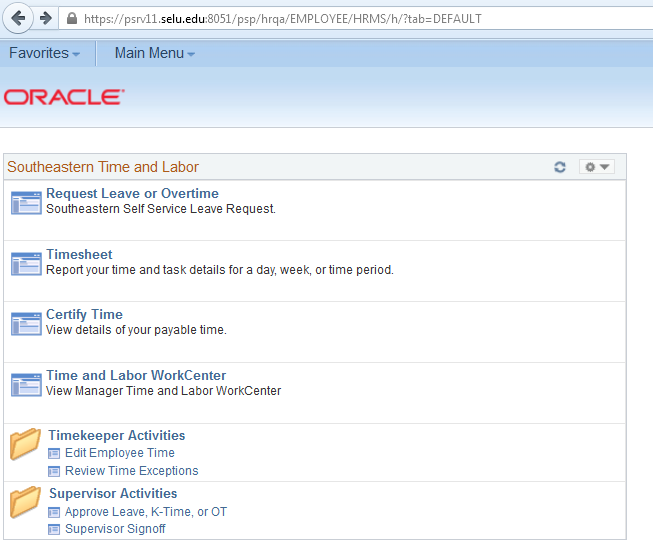 https://psrv11.selu.edu:8051/psp/hrqa/EMPLOYEE/HRMS/h/?tab=DEFAULT
Favorites Main Menu
ORACLE
Southeastern Time and Labor
Request Leave or Overtime
Southeastern Self Service Leave Request.
Timesheet
Report your time and task details for a day, week, or time period.
Certify Time
View details of your payable time.
Time and Labor WorkCenter
View Manager Time and Labor WorkCenter
Timekeeper Activities
Edit Employee Time
Review Time Exceptions
Supervisor Activities
Approve Leave, K-Time, or OT
Supervisor Signoff